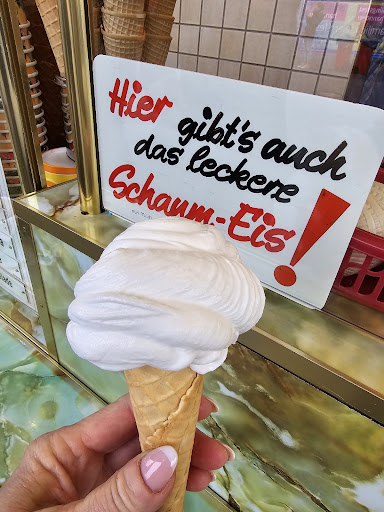 Hier gibt's auch
das leckere
Schaum-Eis!